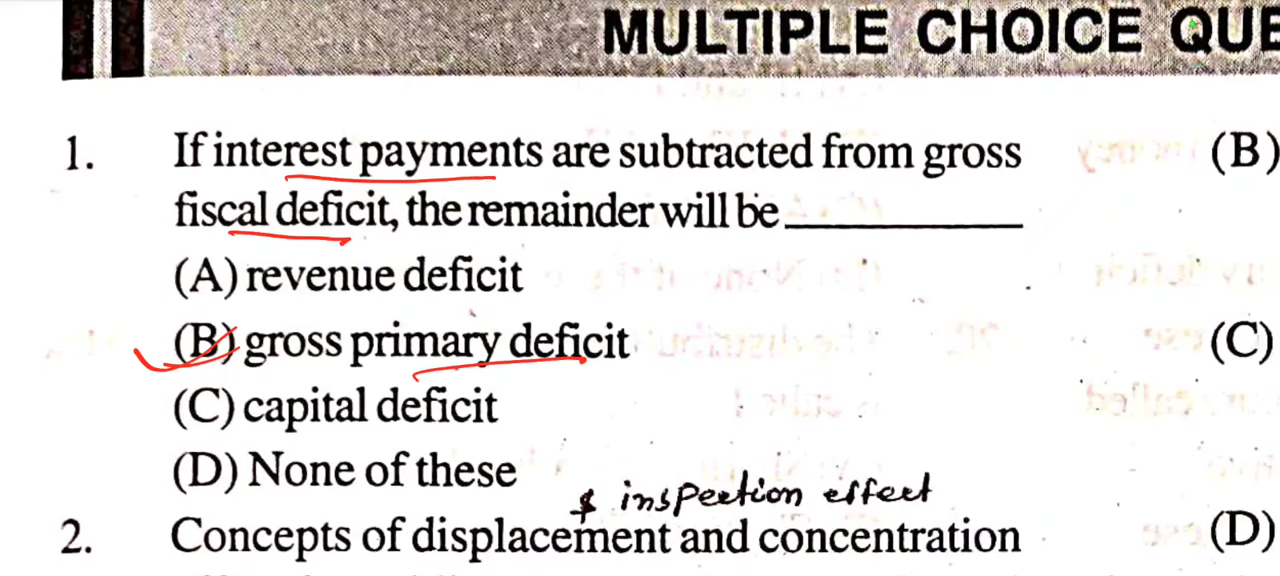 MULTIPLE CHOICE QUE
1. If interest payments are subtracted from gross
fiscal deficit, the remainder will be ________
(A) revenue deficit
(B) gross primary deficit
(C) capital deficit
(D) None of these
& inspection effect
2. Concepts of displacement and concentration
(B)
(C)
(D)